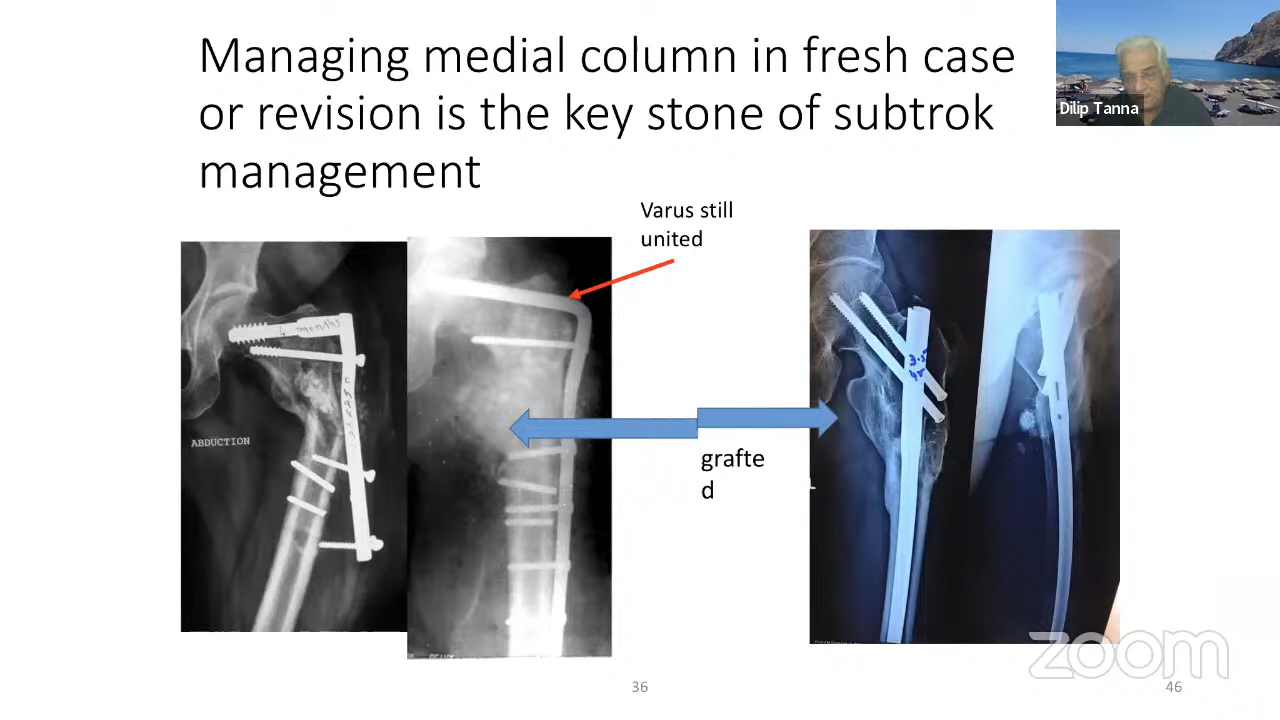 Managing medial column in fresh case
or revision is the key stone of subtrok
management
Dilip Tanna
Varus still
united
months
ABDUCTION
grafte
d
zoom
36
46